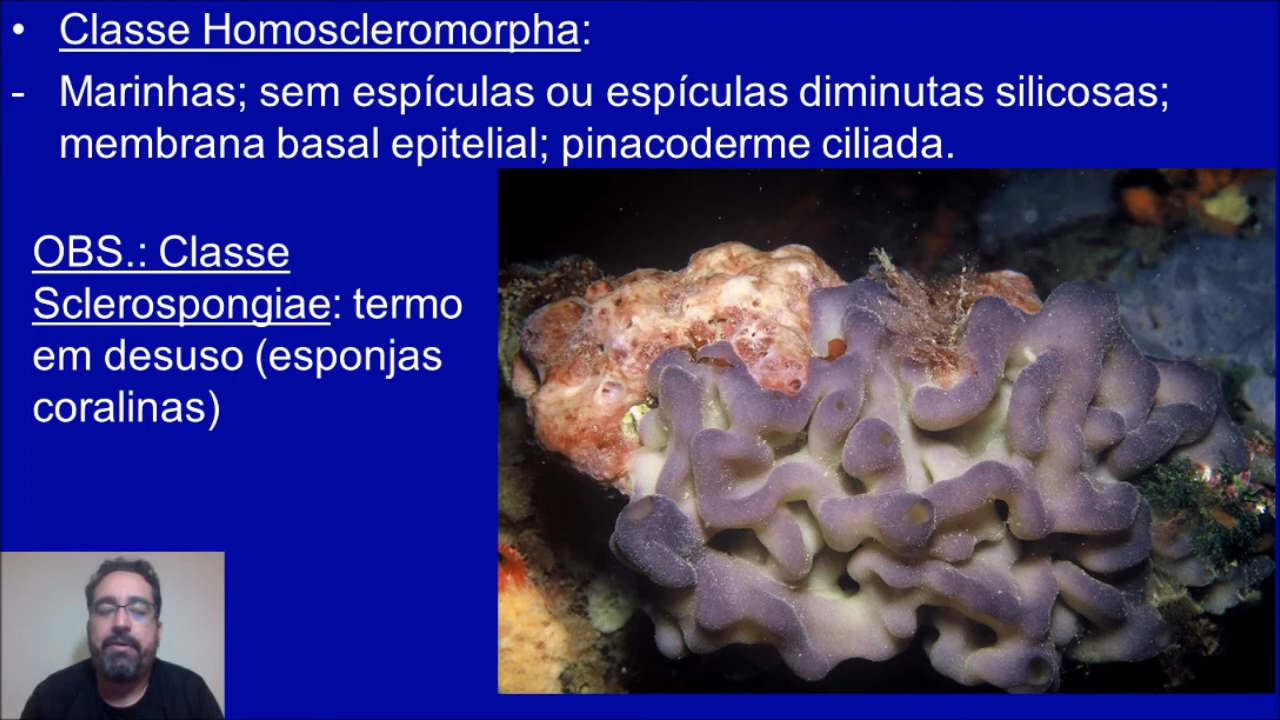 • Classe Homoscleromorpha:
- Marinhas; sem espículas ou espículas diminutas silicosas;
membrana basal epitelial; pinacoderme ciliada.
OBS.: Classe
Sclerospongiae: termo
em desuso (esponjas
coralinas)